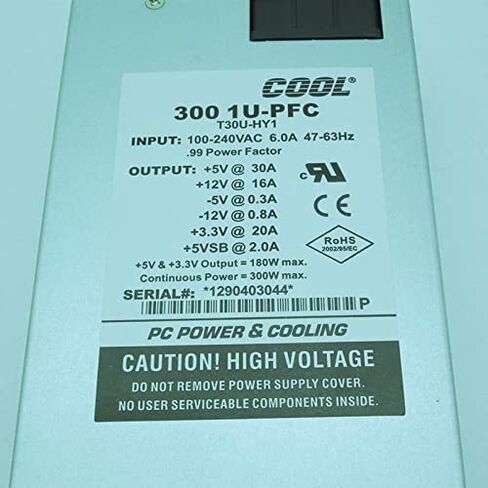 COOL®
300 1U-PFC
T30U-HY1
INPUT: 100-240VAC 6.0A 47-63Hz
.99 Power Factor
OUTPUT: +5V @ 30A
+12V @ 16A
-5V @ 0.3A
-12V @ 0.8A
+3.3V @ 20A
+5VSB @ 2.0A
c RU US
CE
RoHS
2002/95/EC
+5V & +3.3V Output = 180W max.
Continuous Power = 300W max.
SERIAL#: *1290403044*
P
PC POWER & COOLING
CAUTION! HIGH VOLTAGE
DO NOT REMOVE POWER SUPPLY COVER.
NO USER SERVICEABLE COMPONENTS INSIDE.